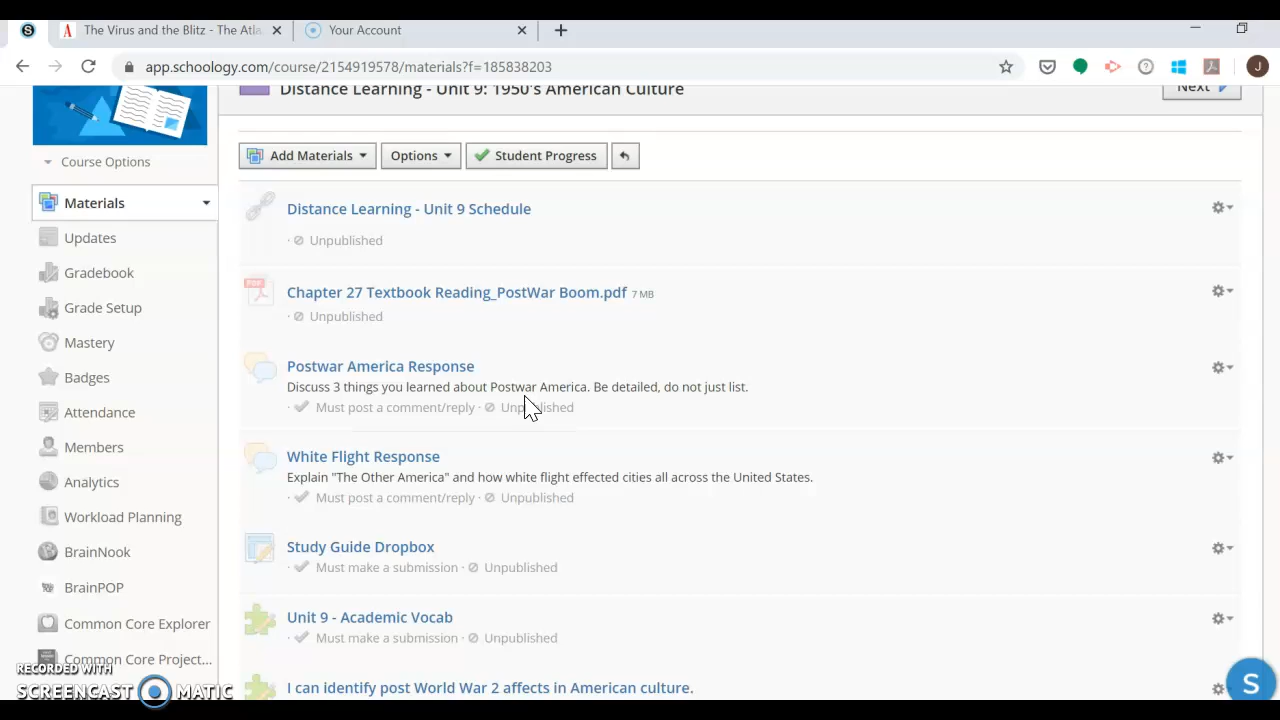 S
The Virus and the Blitz - The Atla
Your Account
app.schoology.com/course/2154919578/materials?f=185838203
J
Distance Learning - Unit 9: 1950's American Culture
Next
Course Options
Add Materials
Options
Student Progress
Materials
Updates
Gradebook
Grade Setup
Mastery
Badges
Attendance
Members
Analytics
Workload Planning
BrainNook
BrainPOP
Common Core Explorer
Common Core Project...
Distance Learning - Unit 9 Schedule
· Unpublished
PDF
Chapter 27 Textbook Reading_PostWar Boom.pdf 7 MB
· Unpublished
Postwar America Response
Discuss 3 things you learned about Postwar America. Be detailed, do not just list.
· Must post a comment/reply · Unpublished
White Flight Response
Explain "The Other America" and how white flight effected cities all across the United States.
· Must post a comment/reply · Unpublished
Study Guide Dropbox
· Must make a submission · Unpublished
Unit 9 - Academic Vocab
· Must make a submission · Unpublished
I can identify post World War 2 affects in American culture.
RECORDED WITH
SCREENCAST MATIC
S